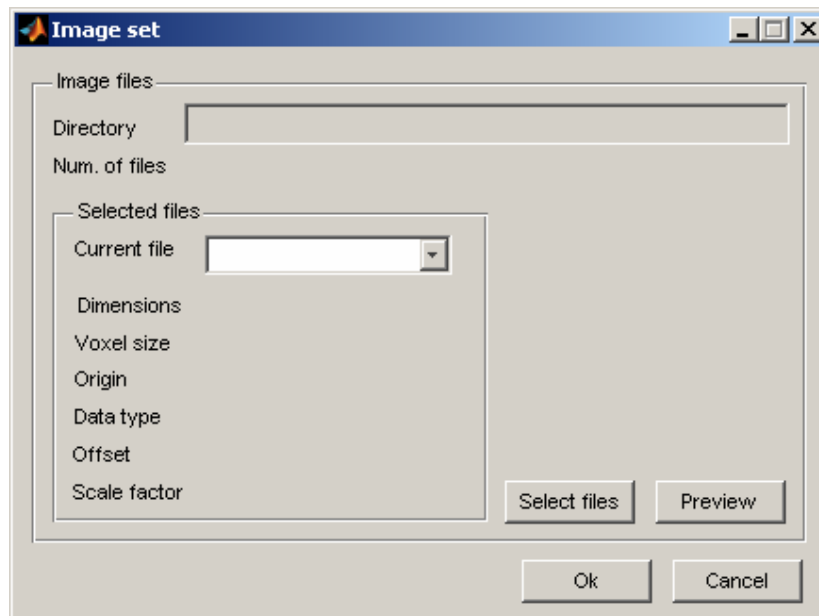 Image set
Image files
Directory
Num. of files
Selected files
Current file
Dimensions
Voxel size
Origin
Data type
Offset
Scale factor
Select files
Preview
Ok
Cancel